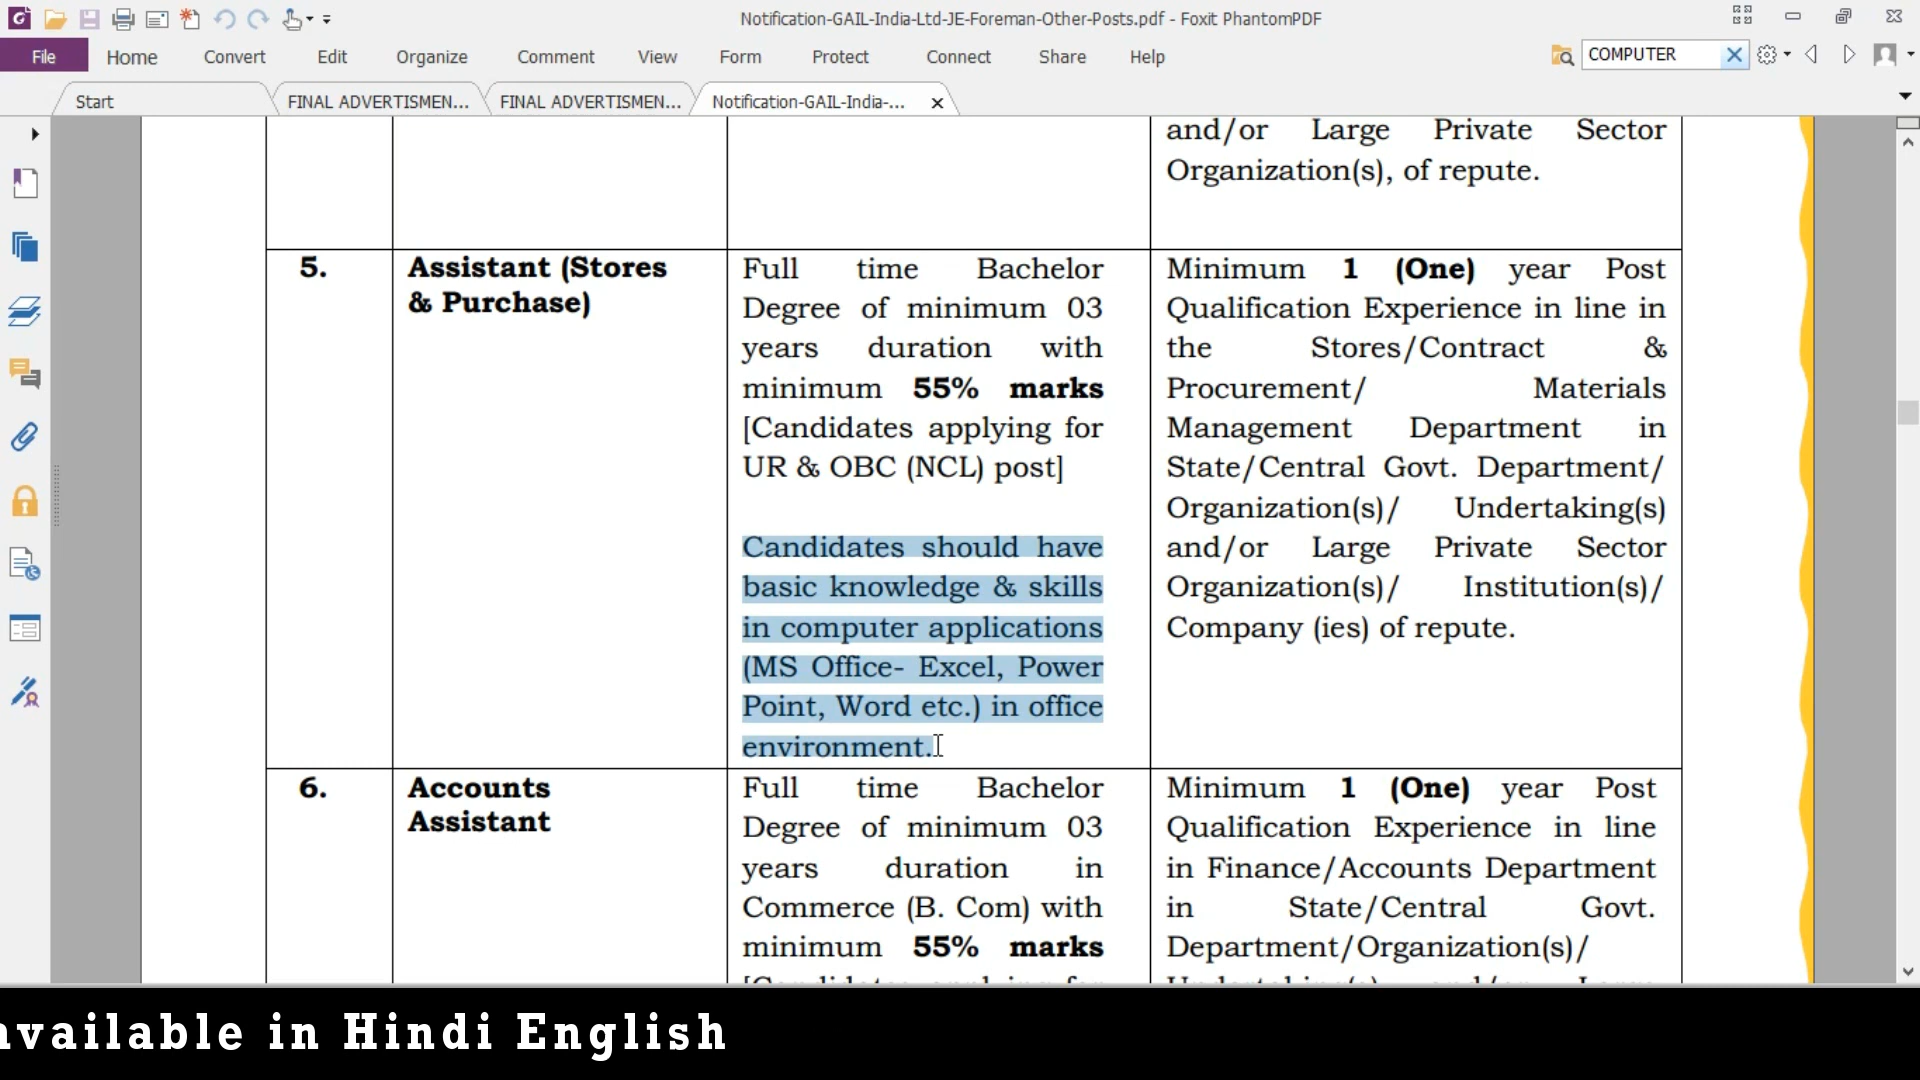 Notification-GAIL-India-Ltd-JE-Foreman-Other-Posts.pdf - Foxit PhantomPDF
File Home Convert Edit Organize Comment View Form Protect Connect Share Help COMPUTER
Start FINAL ADVERTISMEN... FINAL ADVERTISMEN... Notification-GAIL-India-...
and/or Large Private Sector
Organization(s), of repute.
5.
Assistant (Stores
& Purchase)
Full time Bachelor
Degree of minimum 03
years duration with
minimum 55% marks
[Candidates applying for
UR & OBC (NCL) post]
Candidates should have
basic knowledge & skills
in computer applications
(MS Office- Excel, Power
Point, Word etc.) in office
environment.
Minimum 1 (One) year Post
Qualification Experience in line in
the Stores/Contract &
Procurement/ Materials
Management Department in
State/Central Govt. Department/
Organization(s)/ Undertaking(s)
and/or Large Private Sector
Organization(s)/ Institution(s)/
Company (ies) of repute.
6.
Accounts
Assistant
Full time Bachelor
Degree of minimum 03
years duration in
Commerce (B. Com) with
minimum 55% marks
Minimum 1 (One) year Post
Qualification Experience in line
in Finance/Accounts Department
in State/Central Govt.
Department/Organization(s)/
available in Hindi English